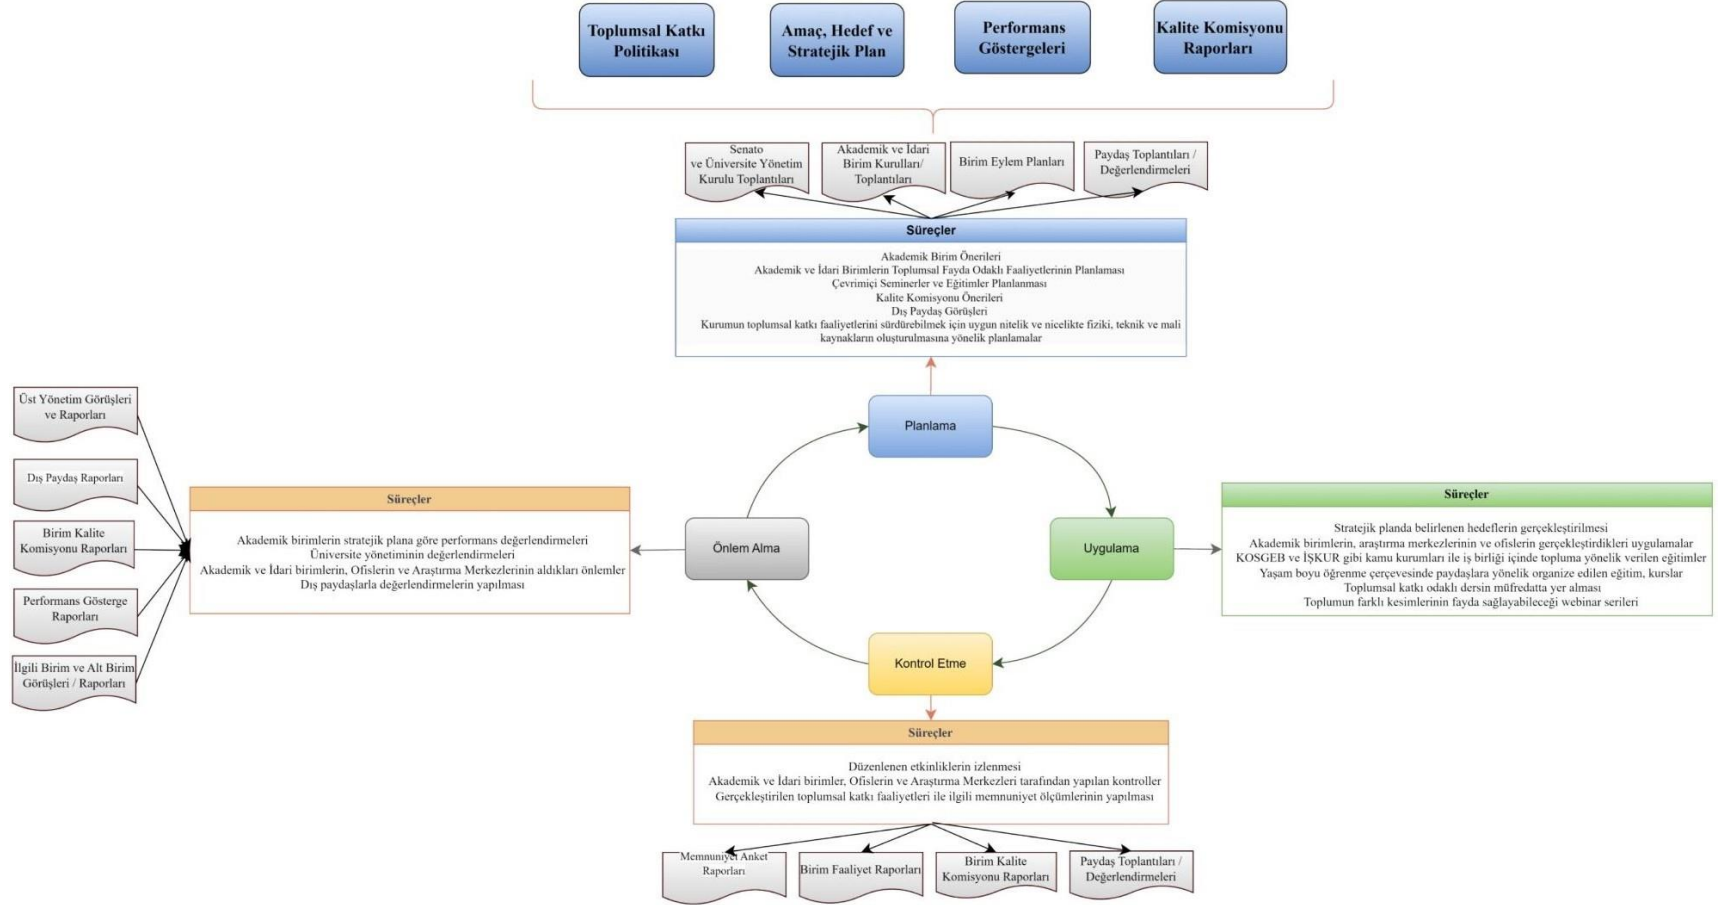 Toplumsal Katkı
Politikası
Amaç, Hedef ve
Stratejik Plan
Performans
Göstergeleri
Kalite Komisyonu
Raporları
Senato
ve Üniversite Yönetim
Kurulu Toplantıları
Akademik ve İdari
Birim Kurulları/
Toplantıları
Birim Eylem Planları
Paydaş Toplantıları /
Değerlendirmeleri
Süreçler
Akademik Birim Önerileri
Akademik ve İdari Birimlerin Toplumsal Fayda Odaklı Faaliyetlerinin Planlaması
Çevrimiçi Seminerler ve Eğitimler Planlanması
Kalite Komisyonu Önerileri
Dış Paydaş Görüşleri
Kurumun toplumsal katkı faaliyetlerini sürdürebilmek için uygun nitelik ve nicelikte fiziki, teknik ve mali
kaynakların oluşturulmasına yönelik planlamalar
Planlama
Üst Yönetim Görüşleri
ve Raporları
Dış Paydaş Raporları
Birim Kalite
Komisyonu Raporları
Performans Gösterge
Raporları
İlgili Birim ve Alt Birim
Görüşleri / Raporları
Süreçler
Akademik birimlerin stratejik plana göre performans değerlendirmeleri
Üniversite yönetiminin değerlendirmeleri
Akademik ve İdari birimlerin, Ofislerin ve Araştırma Merkezlerinin aldıkları önlemler
Dış paydaşlarla değerlendirmelerin yapılması
Önlem Alma
Uygulama
Süreçler
Stratejik planda belirlenen hedeflerin gerçekleştirilmesi
Akademik birimlerin, araştırma merkezlerinin ve ofislerin gerçekleştirdikleri uygulamalar
KOSGEB ve İŞKUR gibi kamu kurumları ile iş birliği içinde topluma yönelik verilen eğitimler
Yaşam boyu öğrenme çerçevesinde paydaşlara yönelik organize edilen eğitim, kurslar
Toplumsal katkı odaklı dersin müfredatta yer alması
Toplumun farklı kesimlerinin fayda sağlayabileceği webinar serileri
Kontrol Etme
Süreçler
Düzenlenen etkinliklerin izlenmesi
Akademik ve İdari birimler, Ofislerin ve Araştırma Merkezleri tarafından yapılan kontroller
Gerçekleştirilen toplumsal katkı faaliyetleri ile ilgili memnuniyet ölçümlerinin yapılması
Memnuniyet Anket
Raporları
Birim Faaliyet Raporları
Birim Kalite
Komisyonu Raporları
Paydaş Toplantıları /
Değerlendirmeleri